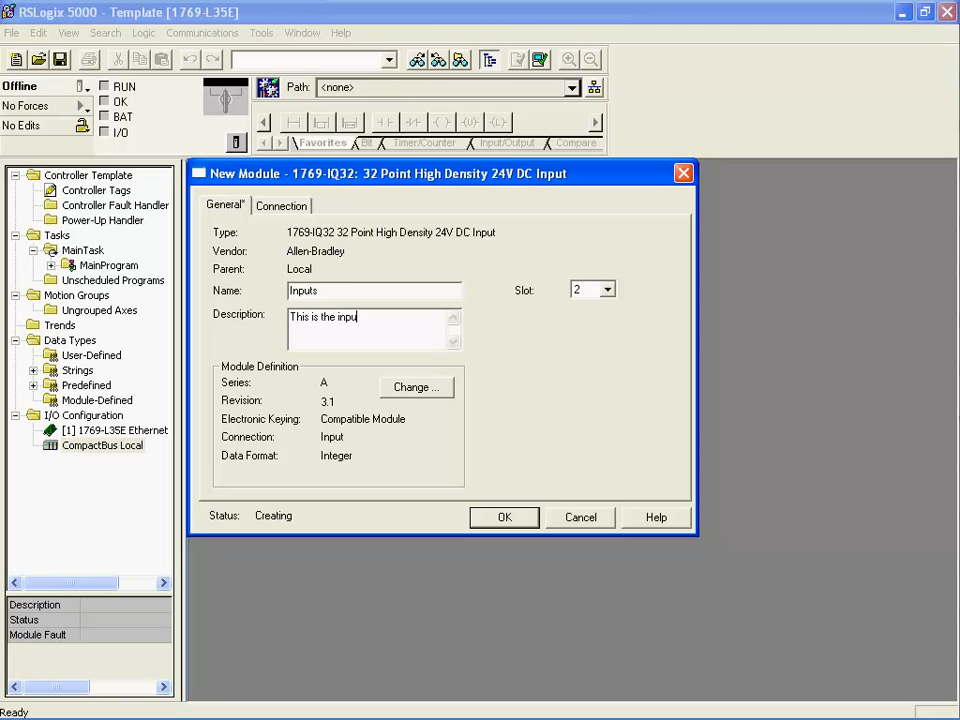 RSLogix 5000 - Template [1769-L35E]
File Edit View Search Logic Communications Tools Window Help
Offline
No Forces
No Edits
RUN
OK
BAT
I/O
Path: <none>
Favorites Bit Timer/Counter Input/Output Compare
Controller Template
Controller Tags
Controller Fault Handler
Power-Up Handler
Tasks
MainTask
MainProgram
Unscheduled Programs
Motion Groups
Ungrouped Axes
Trends
Data Types
User-Defined
Strings
Predefined
Module-Defined
I/O Configuration
[1] 1769-L35E Ethernet
CompactBus Local
Description
Status
Module Fault
New Module - 1769-IQ32: 32 Point High Density 24V DC Input
General* Connection
Type: 1769-IQ32 32 Point High Density 24V DC Input
Vendor: Allen-Bradley
Parent: Local
Name: Inputs Slot: 2
Description: This is the inpu
Module Definition
Series: A Change ...
Revision: 3.1
Electronic Keying: Compatible Module
Connection: Input
Data Format: Integer
Status: Creating OK Cancel Help
Ready